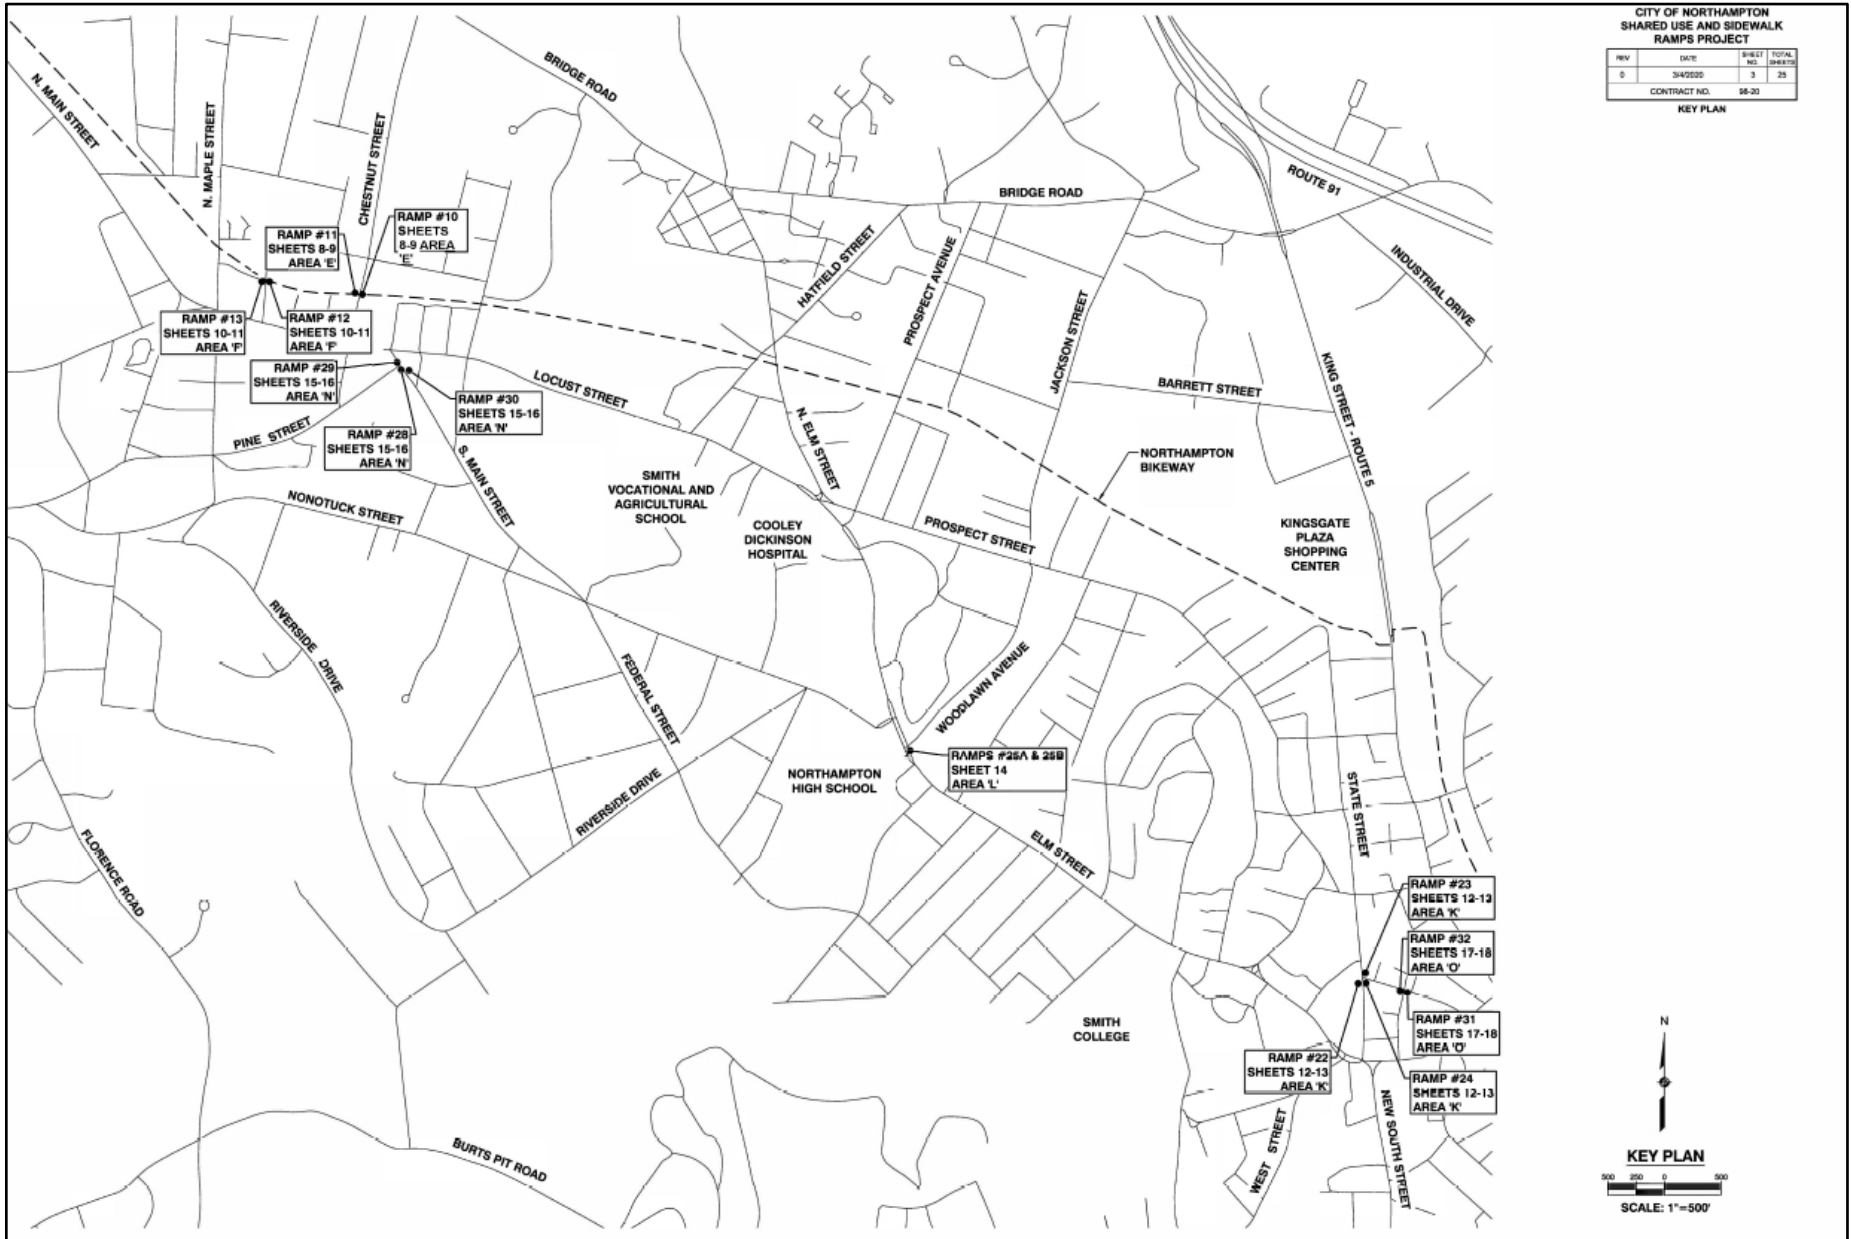 CITY OF NORTHAMPTON
SHARED USE AND SIDEWALK
RAMPS PROJECT
REV
DATE
SHEET
NO.
TOTAL
SHEETS
0
3/4/2020
3
25
CONTRACT NO.
98-20
KEY PLAN
N. MAIN STREET
N. MAPLE STREET
CHESTNUT STREET
BRIDGE ROAD
BRIDGE ROAD
ROUTE 91
INDUSTRIAL DRIVE
RAMP #10
SHEETS
8-9 AREA
'E'
RAMP #11
SHEETS 8-9
AREA 'E'
HATFIELD STREET
PROSPECT AVENUE
JACKSON STREET
RAMP #13
SHEETS 10-11
AREA 'F'
RAMP #12
SHEETS 10-11
AREA 'F'
RAMP #29
SHEETS 15-16
AREA 'N'
RAMP #30
SHEETS 15-16
AREA 'N'
RAMP #28
SHEETS 15-16
AREA 'N'
LOCUST STREET
BARRETT STREET
KING STREET - ROUTE 5
PINE STREET
S. MAIN STREET
N. ELM STREET
NORTHAMPTON
BIKEWAY
SMITH
VOCATIONAL AND
AGRICULTURAL
SCHOOL
NONOTUCK STREET
COOLEY
DICKINSON
HOSPITAL
PROSPECT STREET
KINGSGATE
PLAZA
SHOPPING
CENTER
RIVERSIDE DRIVE
FEDERAL STREET
WOODLAWN AVENUE
RAMPS #25A & 25B
SHEET 14
AREA 'L'
NORTHAMPTON
HIGH SCHOOL
RIVERSIDE DRIVE
STATE STREET
ELM STREET
FLORENCE ROAD
RAMP #23
SHEETS 12-13
AREA 'K'
RAMP #32
SHEETS 17-18
AREA 'O'
RAMP #31
SHEETS 17-18
AREA 'O'
SMITH
COLLEGE
RAMP #22
SHEETS 12-13
AREA 'K'
RAMP #24
SHEETS 12-13
AREA 'K'
BURTS PIT ROAD
WEST STREET
NEW SOUTH STREET
N
KEY PLAN
500 250 0 500
SCALE: 1"=500'